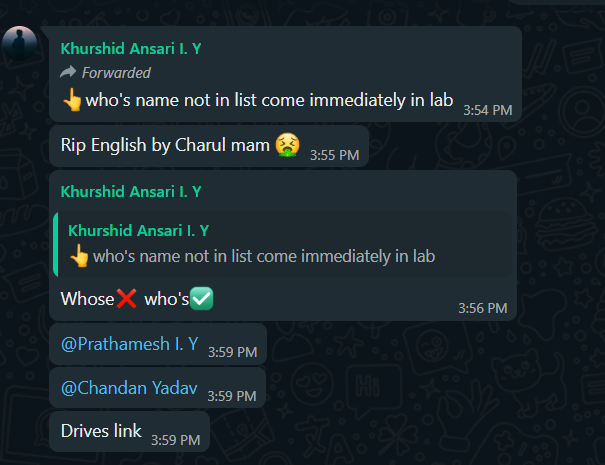 Khurshid Ansari I. Y
Forwarded
👆who's name not in list come immediately in lab
3:54 PM
Rip English by Charul mam 🤮
3:55 PM
Khurshid Ansari I. Y
Khurshid Ansari I. Y
👆who's name not in list come immediately in lab
Whose❌ who's✅
3:56 PM
@Prathamesh I. Y
3:59 PM
@Chandan Yadav
3:59 PM
Drives link
3:59 PM